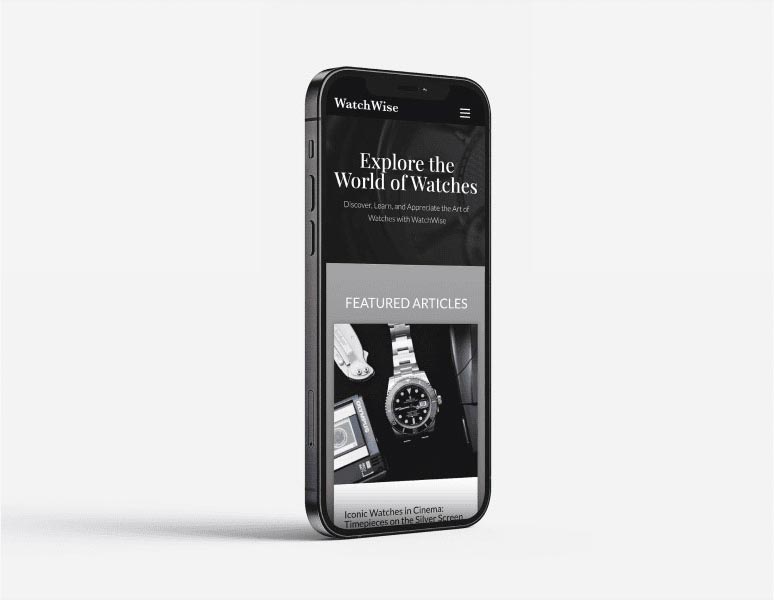 WatchWise
Explore the
World of Watches
Discover, Learn, and Appreciate the Art of
Watches with WatchWise
FEATURED ARTICLES
OLYMPUS
Iconic Watches in Cinema:
Timepieces on the Silver Screen